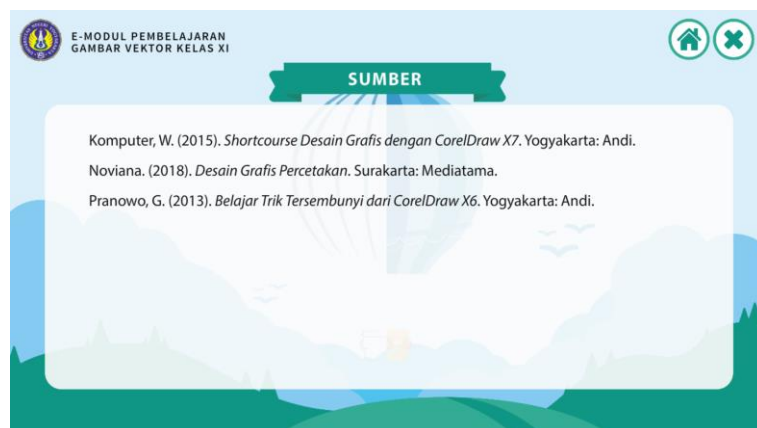 E-MODUL PEMBELAJARAN
GAMBAR VEKTOR KELAS XI
SUMBER
Komputer, W. (2015). Shortcourse Desain Grafis dengan CorelDraw X7. Yogyakarta: Andi.
Noviana. (2018). Desain Grafis Percetakan. Surakarta: Mediatama.
Pranowo, G. (2013). Belajar Trik Tersembunyi dari CorelDraw X6. Yogyakarta: Andi.